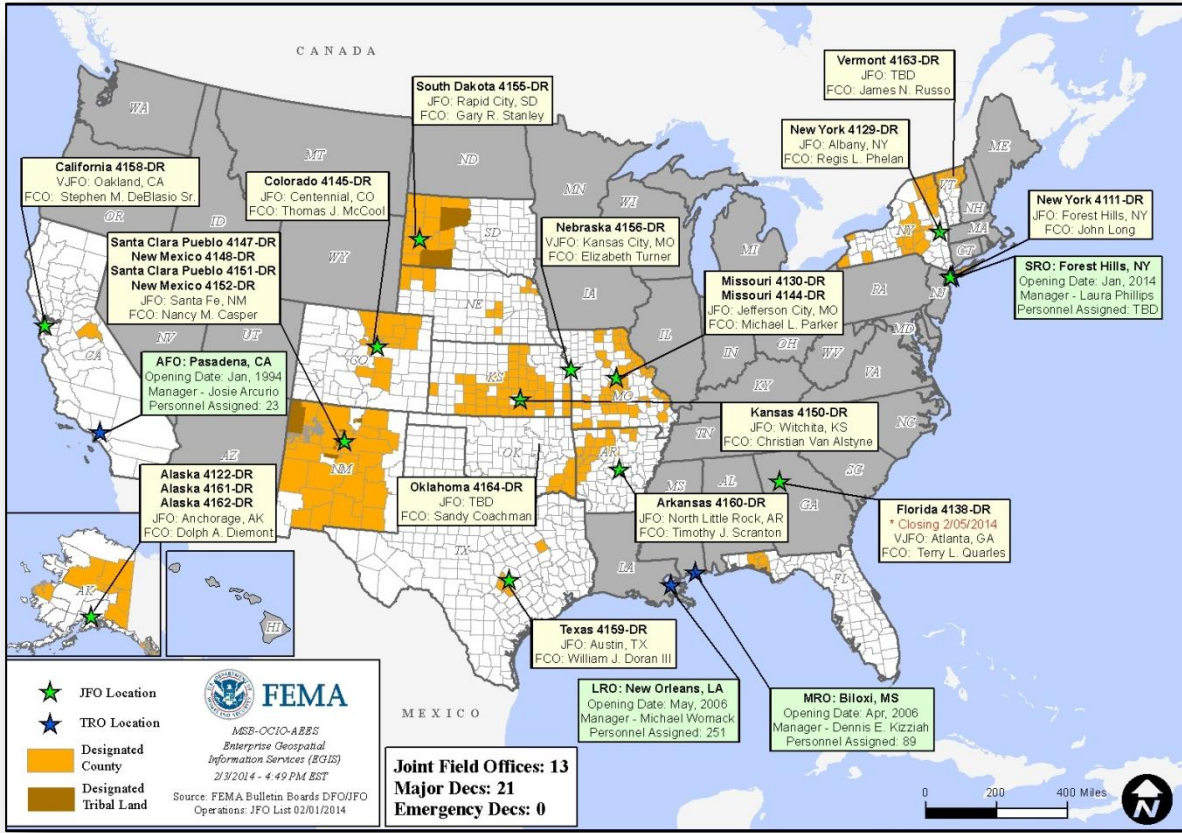 CANADA
Vermont 4163-DR
JFO: TBD
FCO: James N. Russo
South Dakota 4155-DR
JFO: Rapid City, SD
FCO: Gary R. Stanley
New York 4129-DR
JFO: Albany, NY
FCO: Regis L. Phelan
California 4158-DR
VJFO: Oakland, CA
FCO: Stephen M. DeBlasio Sr.
Colorado 4145-DR
JFO: Centennial, CO
FCO: Thomas J. McCool
New York 4111-DR
JFO: Forest Hills, NY
FCO: John Long
Nebraska 4156-DR
VJFO: Kansas City, MO
FCO: Elizabeth Turner
Santa Clara Pueblo 4147-DR
New Mexico 4148-DR
Santa Clara Pueblo 4151-DR
New Mexico 4152-DR
JFO: Santa Fe, NM
FCO: Nancy M. Casper
Missouri 4130-DR
Missouri 4144-DR
JFO: Jefferson City, MO
FCO: Michael L. Parker
SRO: Forest Hills, NY
Opening Date: Jan, 2014
Manager - Laura Phillips
Personnel Assigned: TBD
AFO: Pasadena, CA
Opening Date: Jan, 1994
Manager - Josie Arcurio
Personnel Assigned: 23
Kansas 4150-DR
JFO: Witchita, KS
FCO: Christian Van Alstyne
Alaska 4122-DR
Alaska 4161-DR
Alaska 4162-DR
JFO: Anchorage, AK
FCO: Dolph A. Diemont
Oklahoma 4164-DR
JFO: TBD
FCO: Sandy Coachman
Arkansas 4160-DR
JFO: North Little Rock, AR
FCO: Timothy J. Scranton
Florida 4138-DR
* Closing 2/05/2014
VJFO: Atlanta, GA
FCO: Terry L. Quarles
Texas 4159-DR
JFO: Austin, TX
FCO: William J. Doran III
LRO: New Orleans, LA
Opening Date: May, 2006
Manager - Michael Womack
Personnel Assigned: 251
MRO: Biloxi, MS
Opening Date: Apr, 2006
Manager - Dennis E. Kizziah
Personnel Assigned: 89
WA
MT
ND
MN
WI
MI
ME
VT
NH
MA
CT
NY
NJ
PA
OR
ID
WY
SD
IA
NE
IL
IN
OH
MD
WV
VA
NV
UT
CO
CA
KS
MO
KY
NC
TN
SC
AZ
NM
OK
AR
MS
AL
GA
TX
LA
FL
AK
HI
MEXICO
JFO Location
TRO Location
Designated
County
Designated
Tribal Land
FEMA
MSB-OCIO-AEES
Enterprise Geospatial
Information Services (EGIS)
2/3/2014 - 4:49 PM EST
Source: FEMA Bulletin Boards DFO/JFO
Operations: JFO List 02/01/2014
Joint Field Offices: 13
Major Decs: 21
Emergency Decs: 0
0 200 400 Miles
N